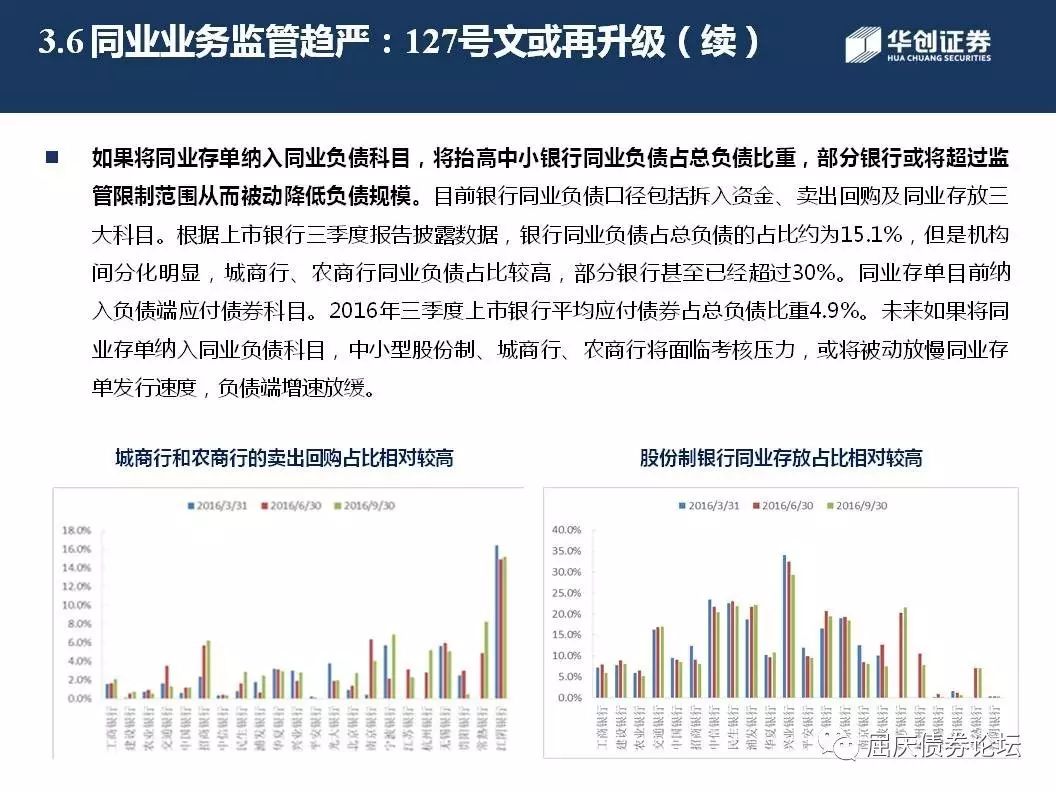 3.6 同业业务监管趋严：127号文或再升级（续）
华创证券
HUA CHUANG SECURITIES
如果将同业存单纳入同业负债科目，将抬高中小银行同业负债占总负债比重，部分银行或将超过监
管限制范围从而被动降低负债规模。目前银行同业负债口径包括拆入资金、卖出回购及同业存放三
大科目。根据上市银行三季度报告披露数据，银行同业负债占总负债的占比约为15.1%，但是机构
间分化明显，城商行、农商行同业负债占比较高，部分银行甚至已经超过30%。同业存单目前纳
入负债端应付债券科目。2016年三季度上市银行平均应付债券占总负债比重4.9%。未来如果将同
业存单纳入同业负债科目，中小型股份制、城商行、农商行将面临考核压力，或将被动放慢同业存
单发行速度，负债端增速放缓。
城商行和农商行的卖出回购占比相对较高
2016/3/31 2016/6/30 2016/9/30
18.0%
16.0%
14.0%
12.0%
10.0%
8.0%
6.0%
4.0%
2.0%
0.0%
工商银行
建设银行
农业银行
交通银行
中国银行
招商银行
中信银行
民生银行
浦发银行
华夏银行
兴业银行
平安银行
光大银行
北京银行
南京银行
宁波银行
江苏银行
杭州银行
无锡银行
贵阳银行
常熟银行
江阴银行
股份制银行同业存放占比相对较高
2016/3/31 2016/6/30 2016/9/30
40.0%
35.0%
30.0%
25.0%
20.0%
15.0%
10.0%
5.0%
0.0%
工商银行
建设银行
农业银行
交通银行
中国银行
招商银行
中信银行
民生银行
浦发银行
华夏银行
兴业银行
平安银行
屈庆债券论坛